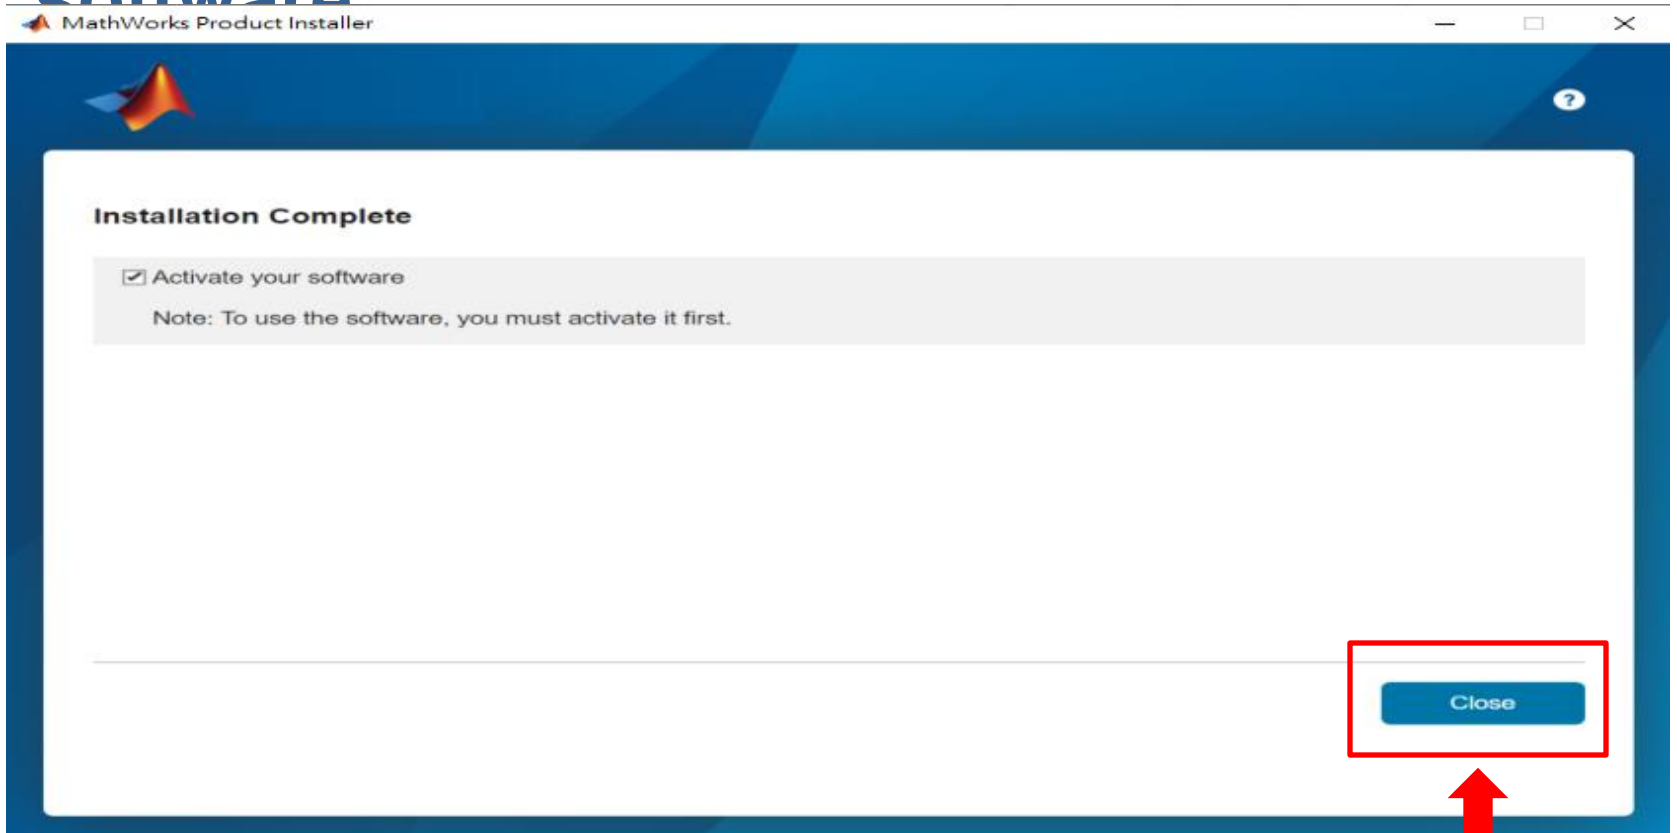 Software
MathWorks Product Installer
?
Installation Complete
Activate your software
Note: To use the software, you must activate it first.
Close